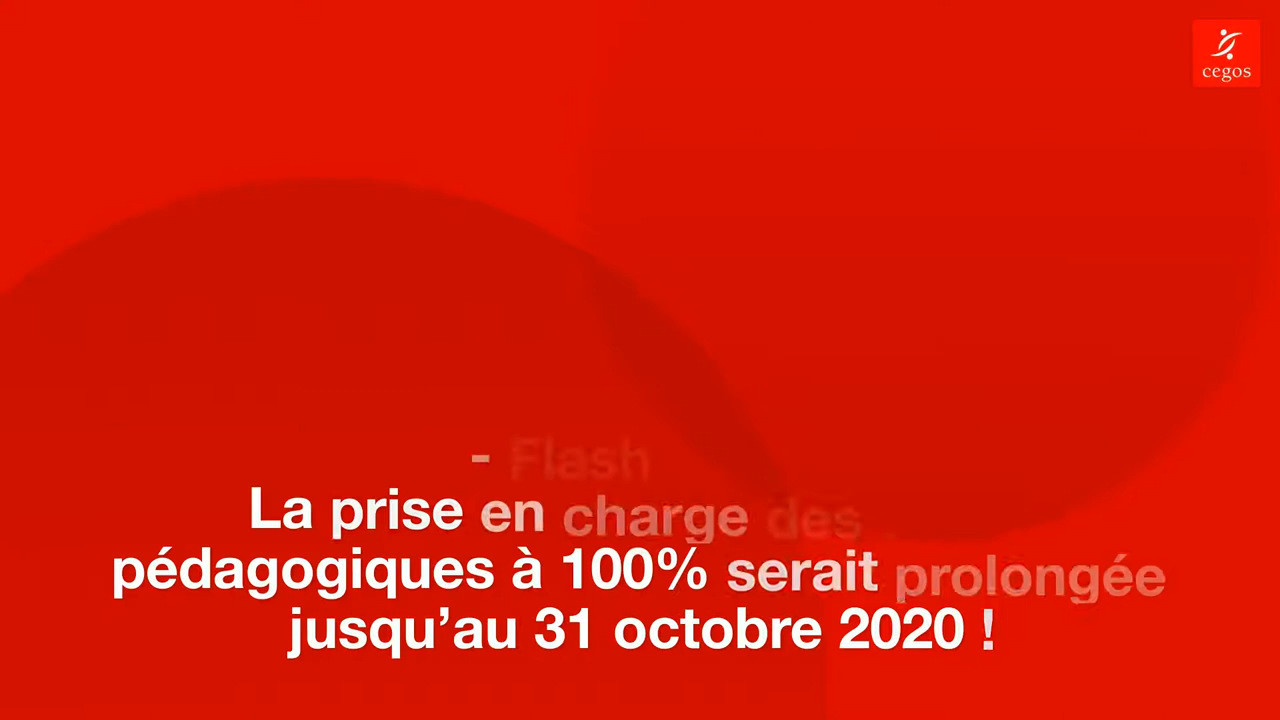 cegos
- Flash
La prise en charge des
pédagogiques à 100% serait prolongée
jusqu’au 31 octobre 2020 !